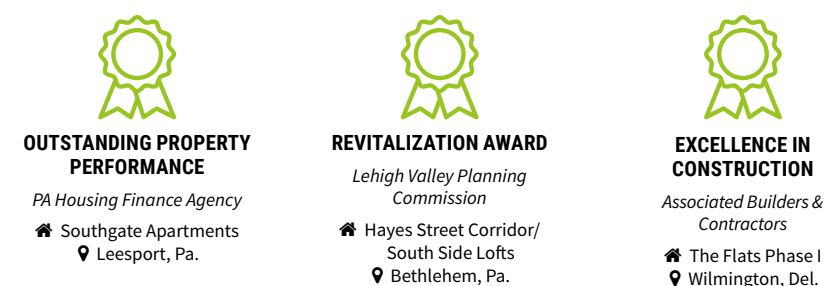 OUTSTANDING PROPERTY
PERFORMANCE
PA Housing Finance Agency
Southgate Apartments
Leesport, Pa.
REVITALIZATION AWARD
Lehigh Valley Planning
Commission
Hayes Street Corridor/
South Side Lofts
Bethlehem, Pa.
EXCELLENCE IN
CONSTRUCTION
Associated Builders &
Contractors
The Flats Phase I
Wilmington, Del.